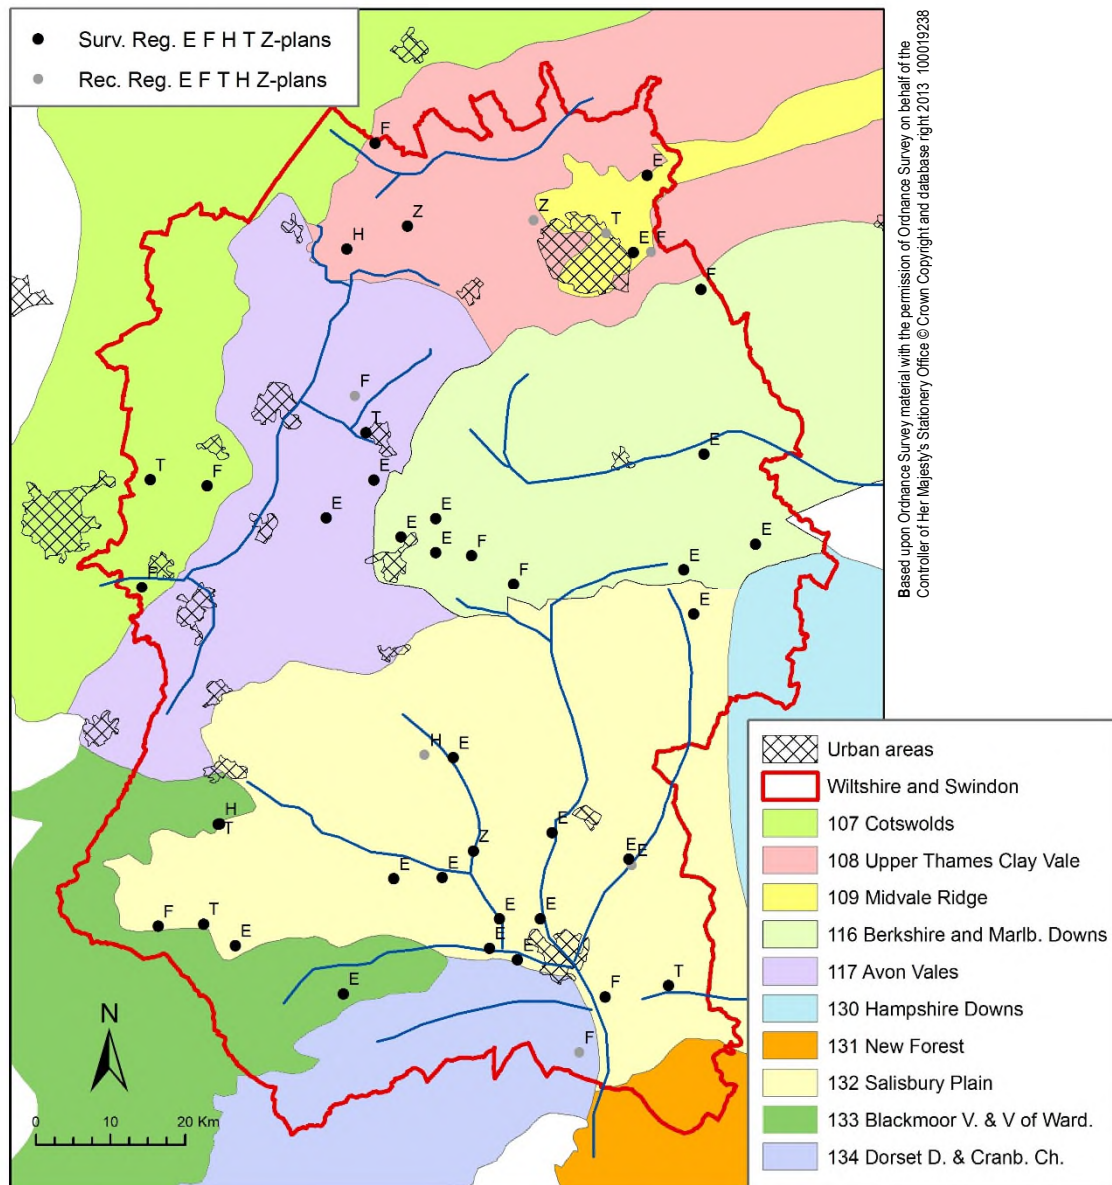 Surv. Reg. E F H T Z-plans
Rec. Reg. E F T H Z-plans
Based upon Ordnance Survey material with the permission of Ordnance Survey on behalf of the
Controller of Her Majesty's Stationery Office © Crown Copyright and database right 2013 100019238
F
E
Z
Z
T
H
E F
F
F
T
E
T
F
E
E
E
E
E
F
E
F
E
F
E
H
E
H
T
E
Z
E
E
E
E
F
T
E
E
E
E
E
E
F
T
F
N
0 10 20 Km
Urban areas
Wiltshire and Swindon
107 Cotswolds
108 Upper Thames Clay Vale
109 Midvale Ridge
116 Berkshire and Marlb. Downs
117 Avon Vales
130 Hampshire Downs
131 New Forest
132 Salisbury Plain
133 Blackmoor V. & V of Ward.
134 Dorset D. & Cranb. Ch.